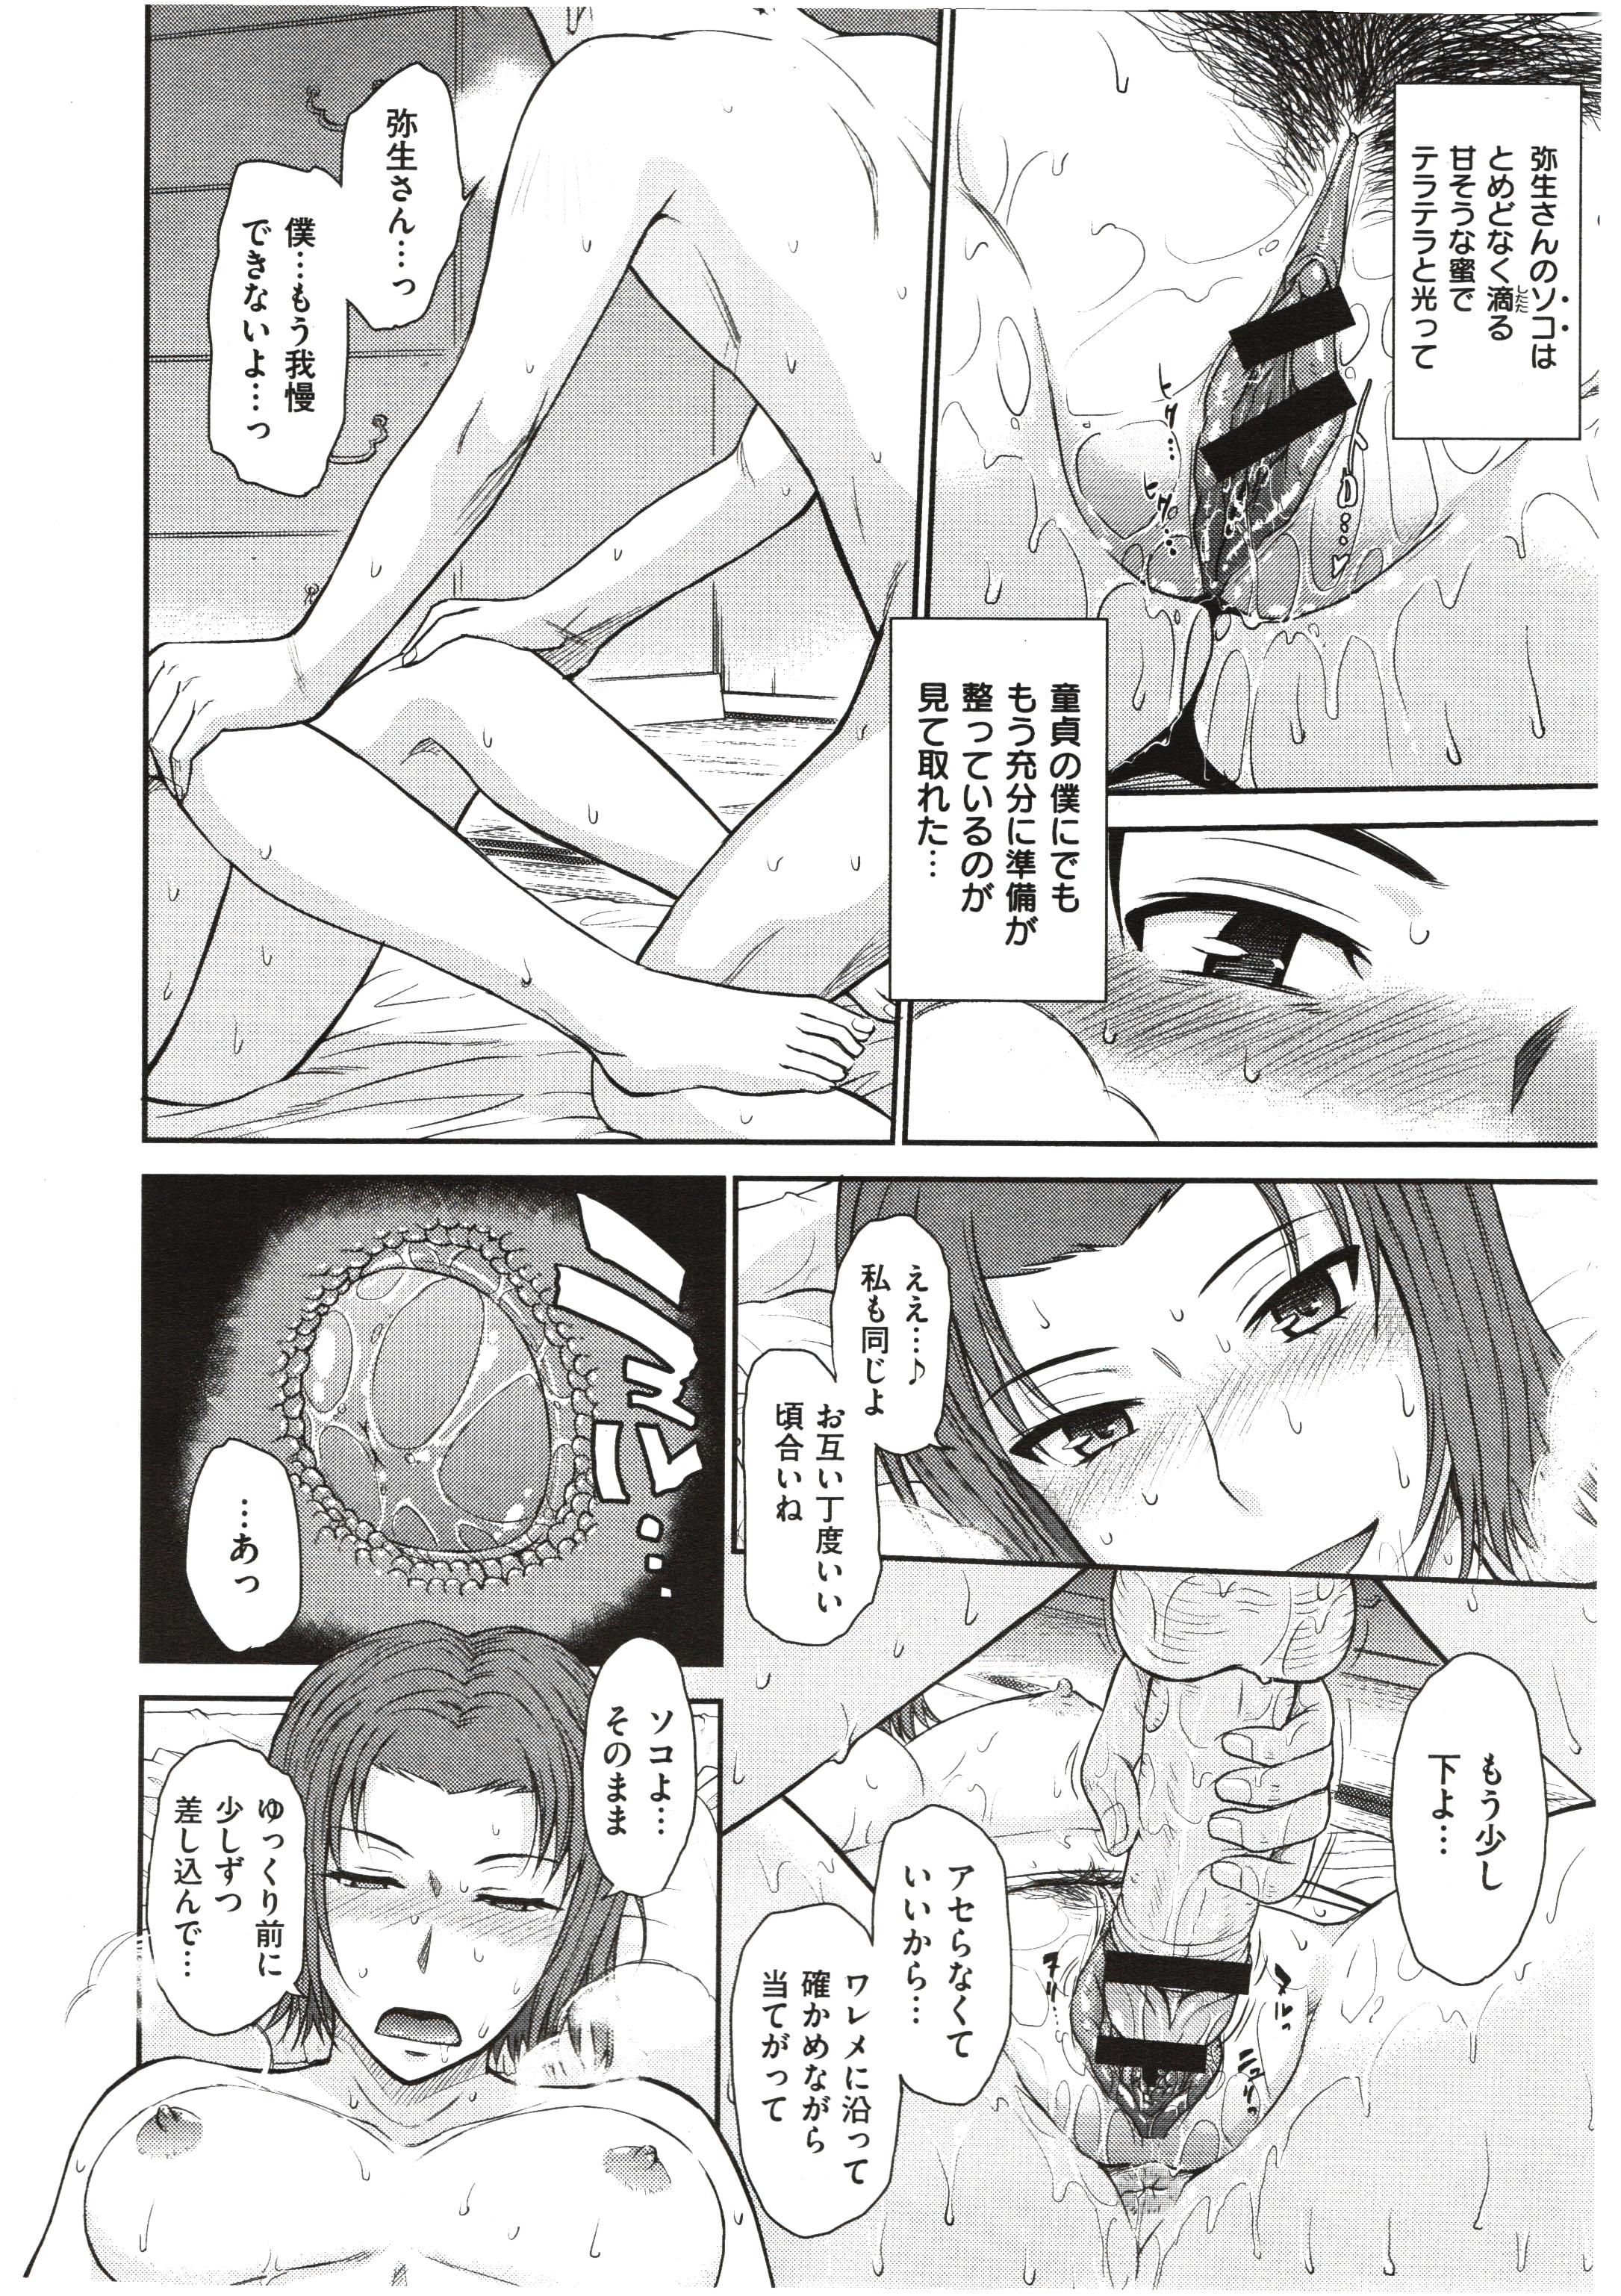 弥生さんのソコは
とめどなく滴る
甘そうな蜜で
テラテラと光って
ヒク…
ヒク…
童貞の僕にでも
もう充分に準備が
整っているのが
見て取れた…
弥生さん…っ
僕…もう我慢
できないよ…っ
ええ…♪
私も同じよ
お互い丁度いい
頃合いね
もう少し
下よ…
アセらなくて
いいから…
ワレメに沿って
確かめながら
当てがって
…あっ
ソコよ…
そのまま
ゆっくり前に
少しずつ
差し込んで…